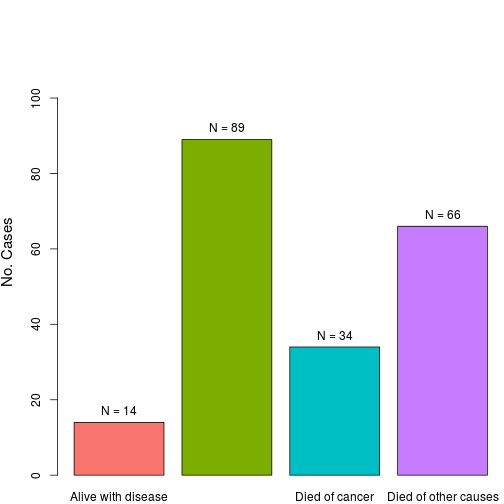 100
80
60
40
20
0
No. Cases
N = 14
N = 89
N = 34
N = 66
Alive with disease
Died of cancer
Died of other causes